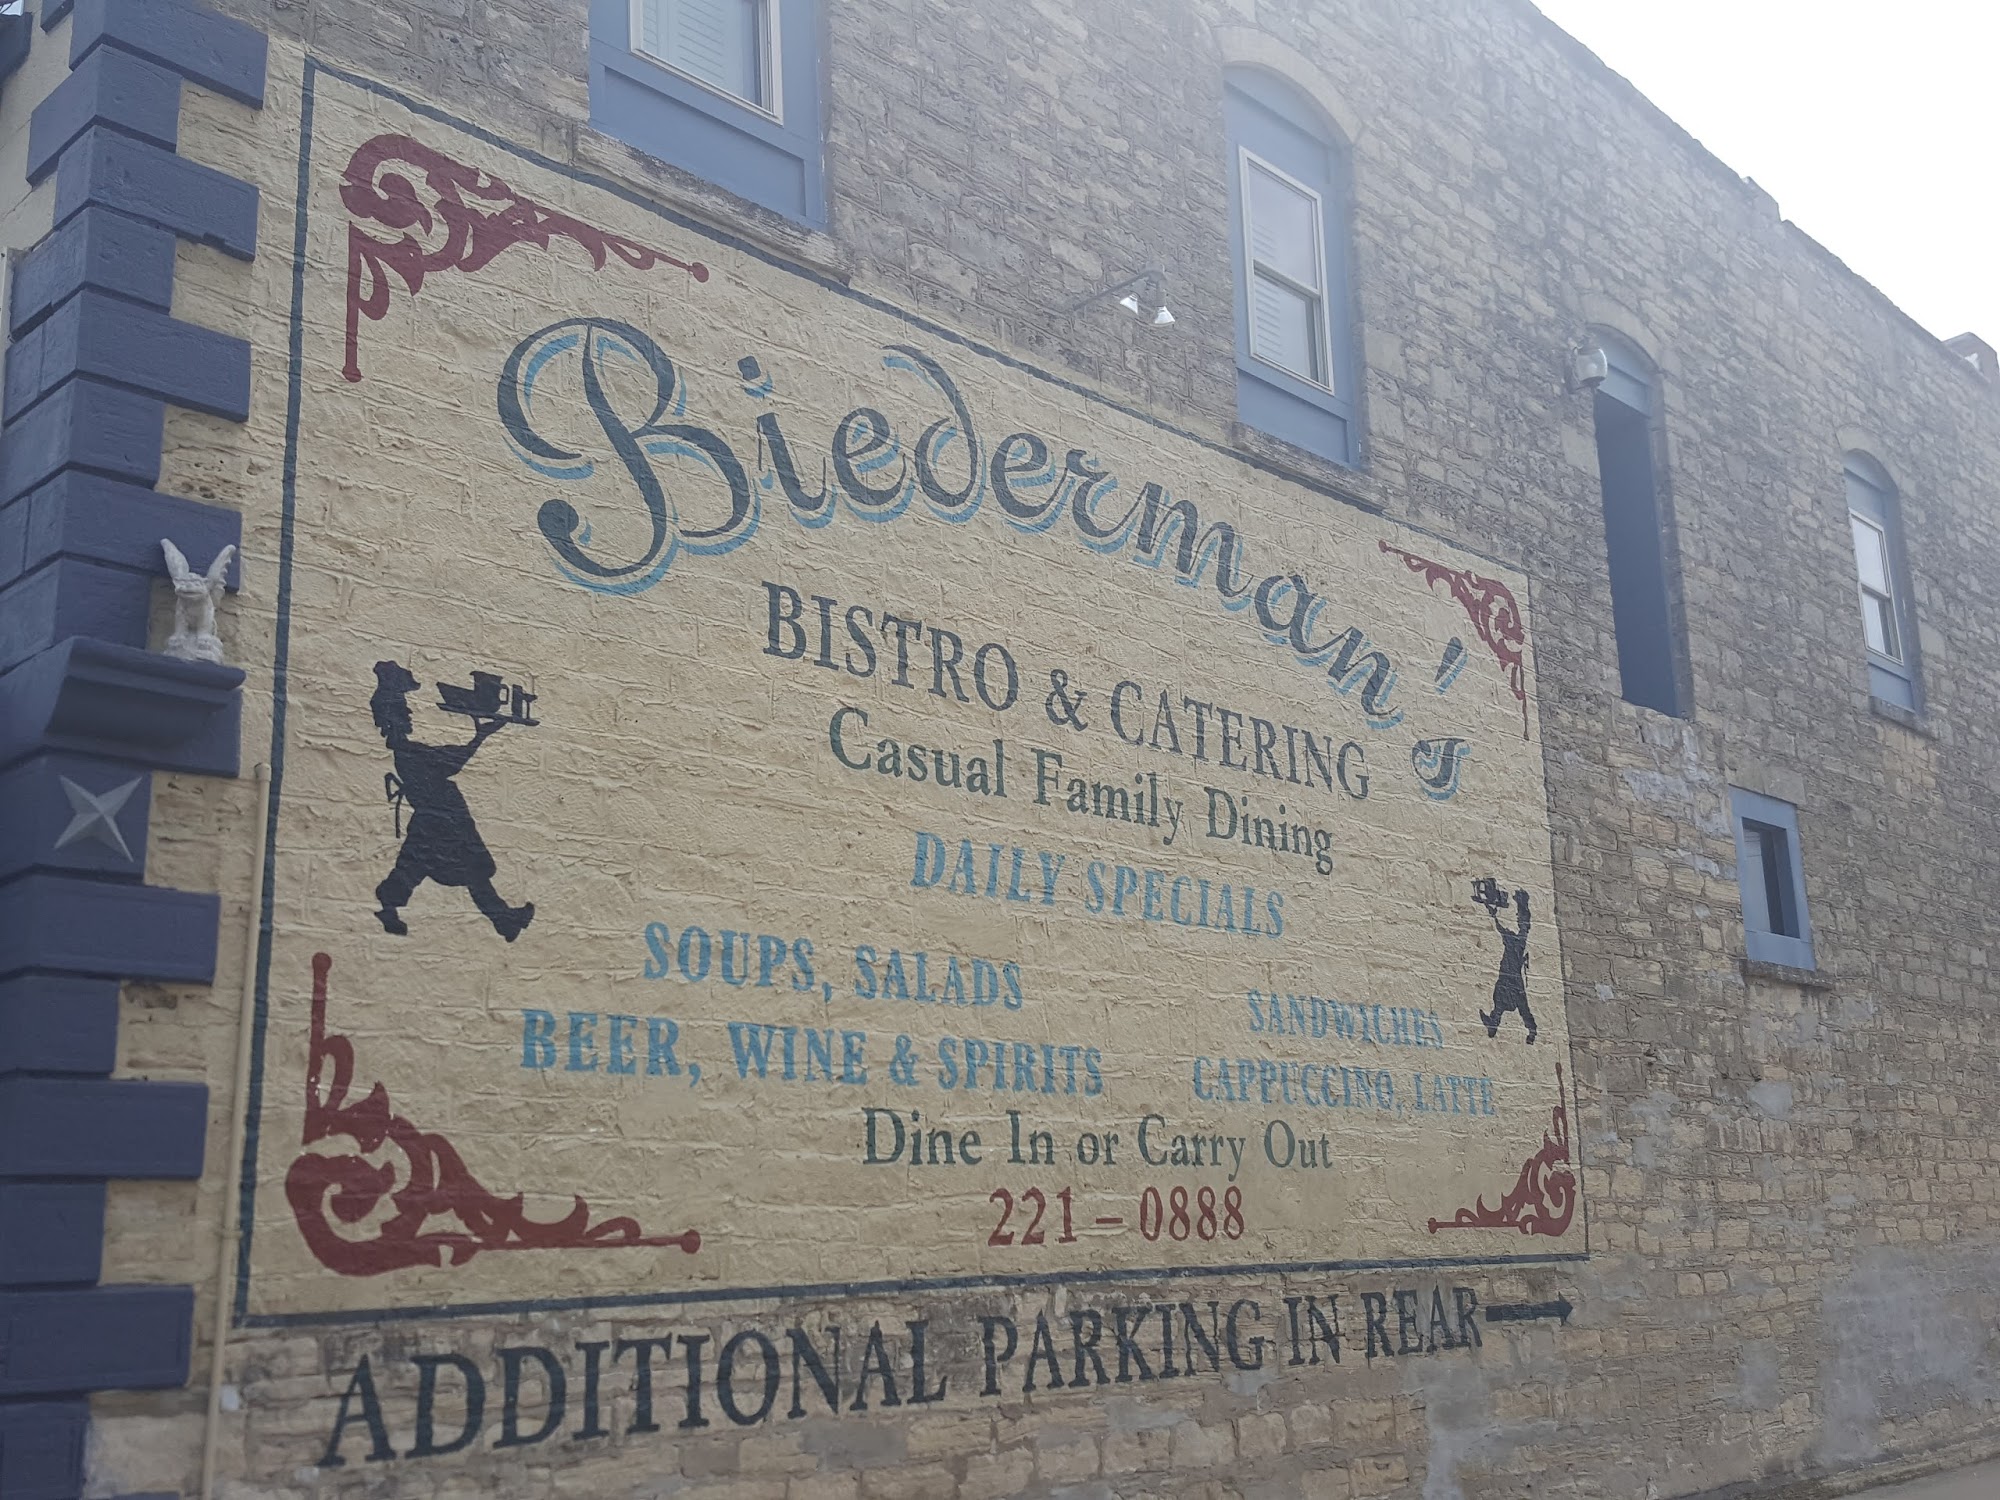 Biederman's
BISTRO & CATERING
Casual Family Dining
DAILY SPECIALS
SOUPS, SALADS
SANDWICHES
BEER, WINE & SPIRITS
CAPPUCCINO, LATTE
Dine In or Carry Out
221-0888
ADDITIONAL PARKING IN REAR